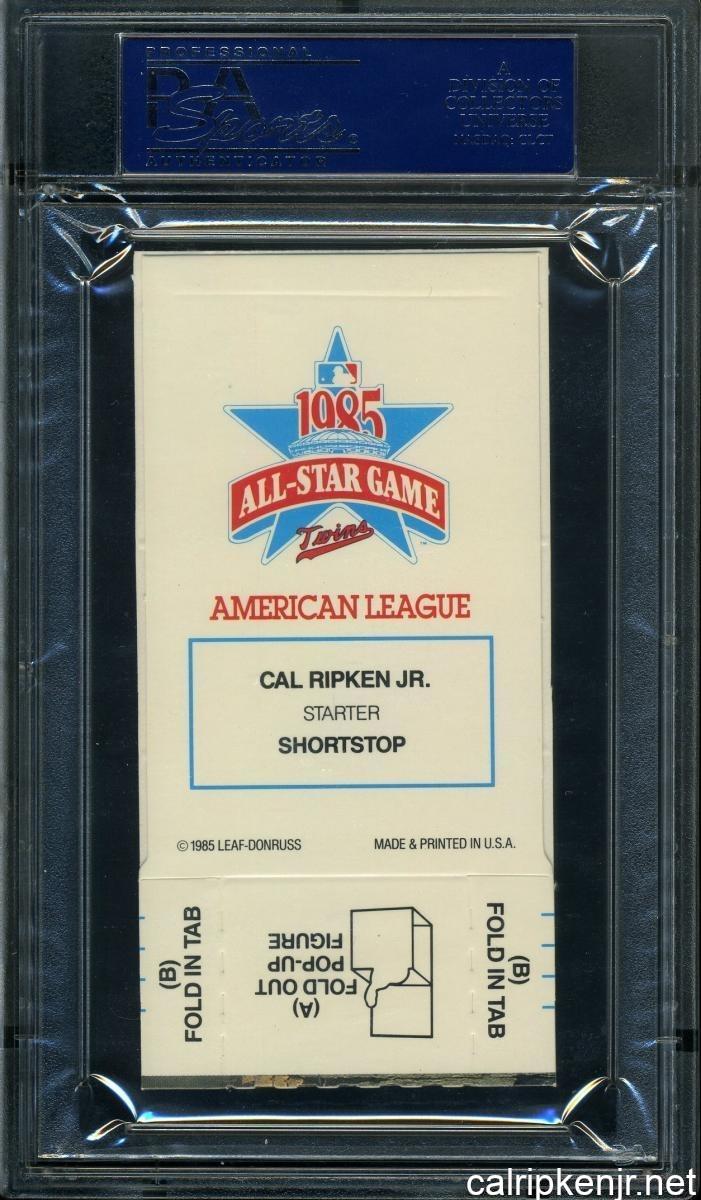 PROFESSIONAL
PSA
Sports
AUTHENTICATOR
A
DIVISION OF
COLLECTORS
UNIVERSE
NASDAQ: CLCT
1985
ALL-STAR GAME
Twins
TM
AMERICAN LEAGUE
CAL RIPKEN JR.
STARTER
SHORTSTOP
© 1985 LEAF-DONRUSS
MADE & PRINTED IN U.S.A.
(B)
FOLD IN TAB
(A)
FOLD OUT
POP-UP
FIGURE
(B)
FOLD IN TAB
calripkenjr.net